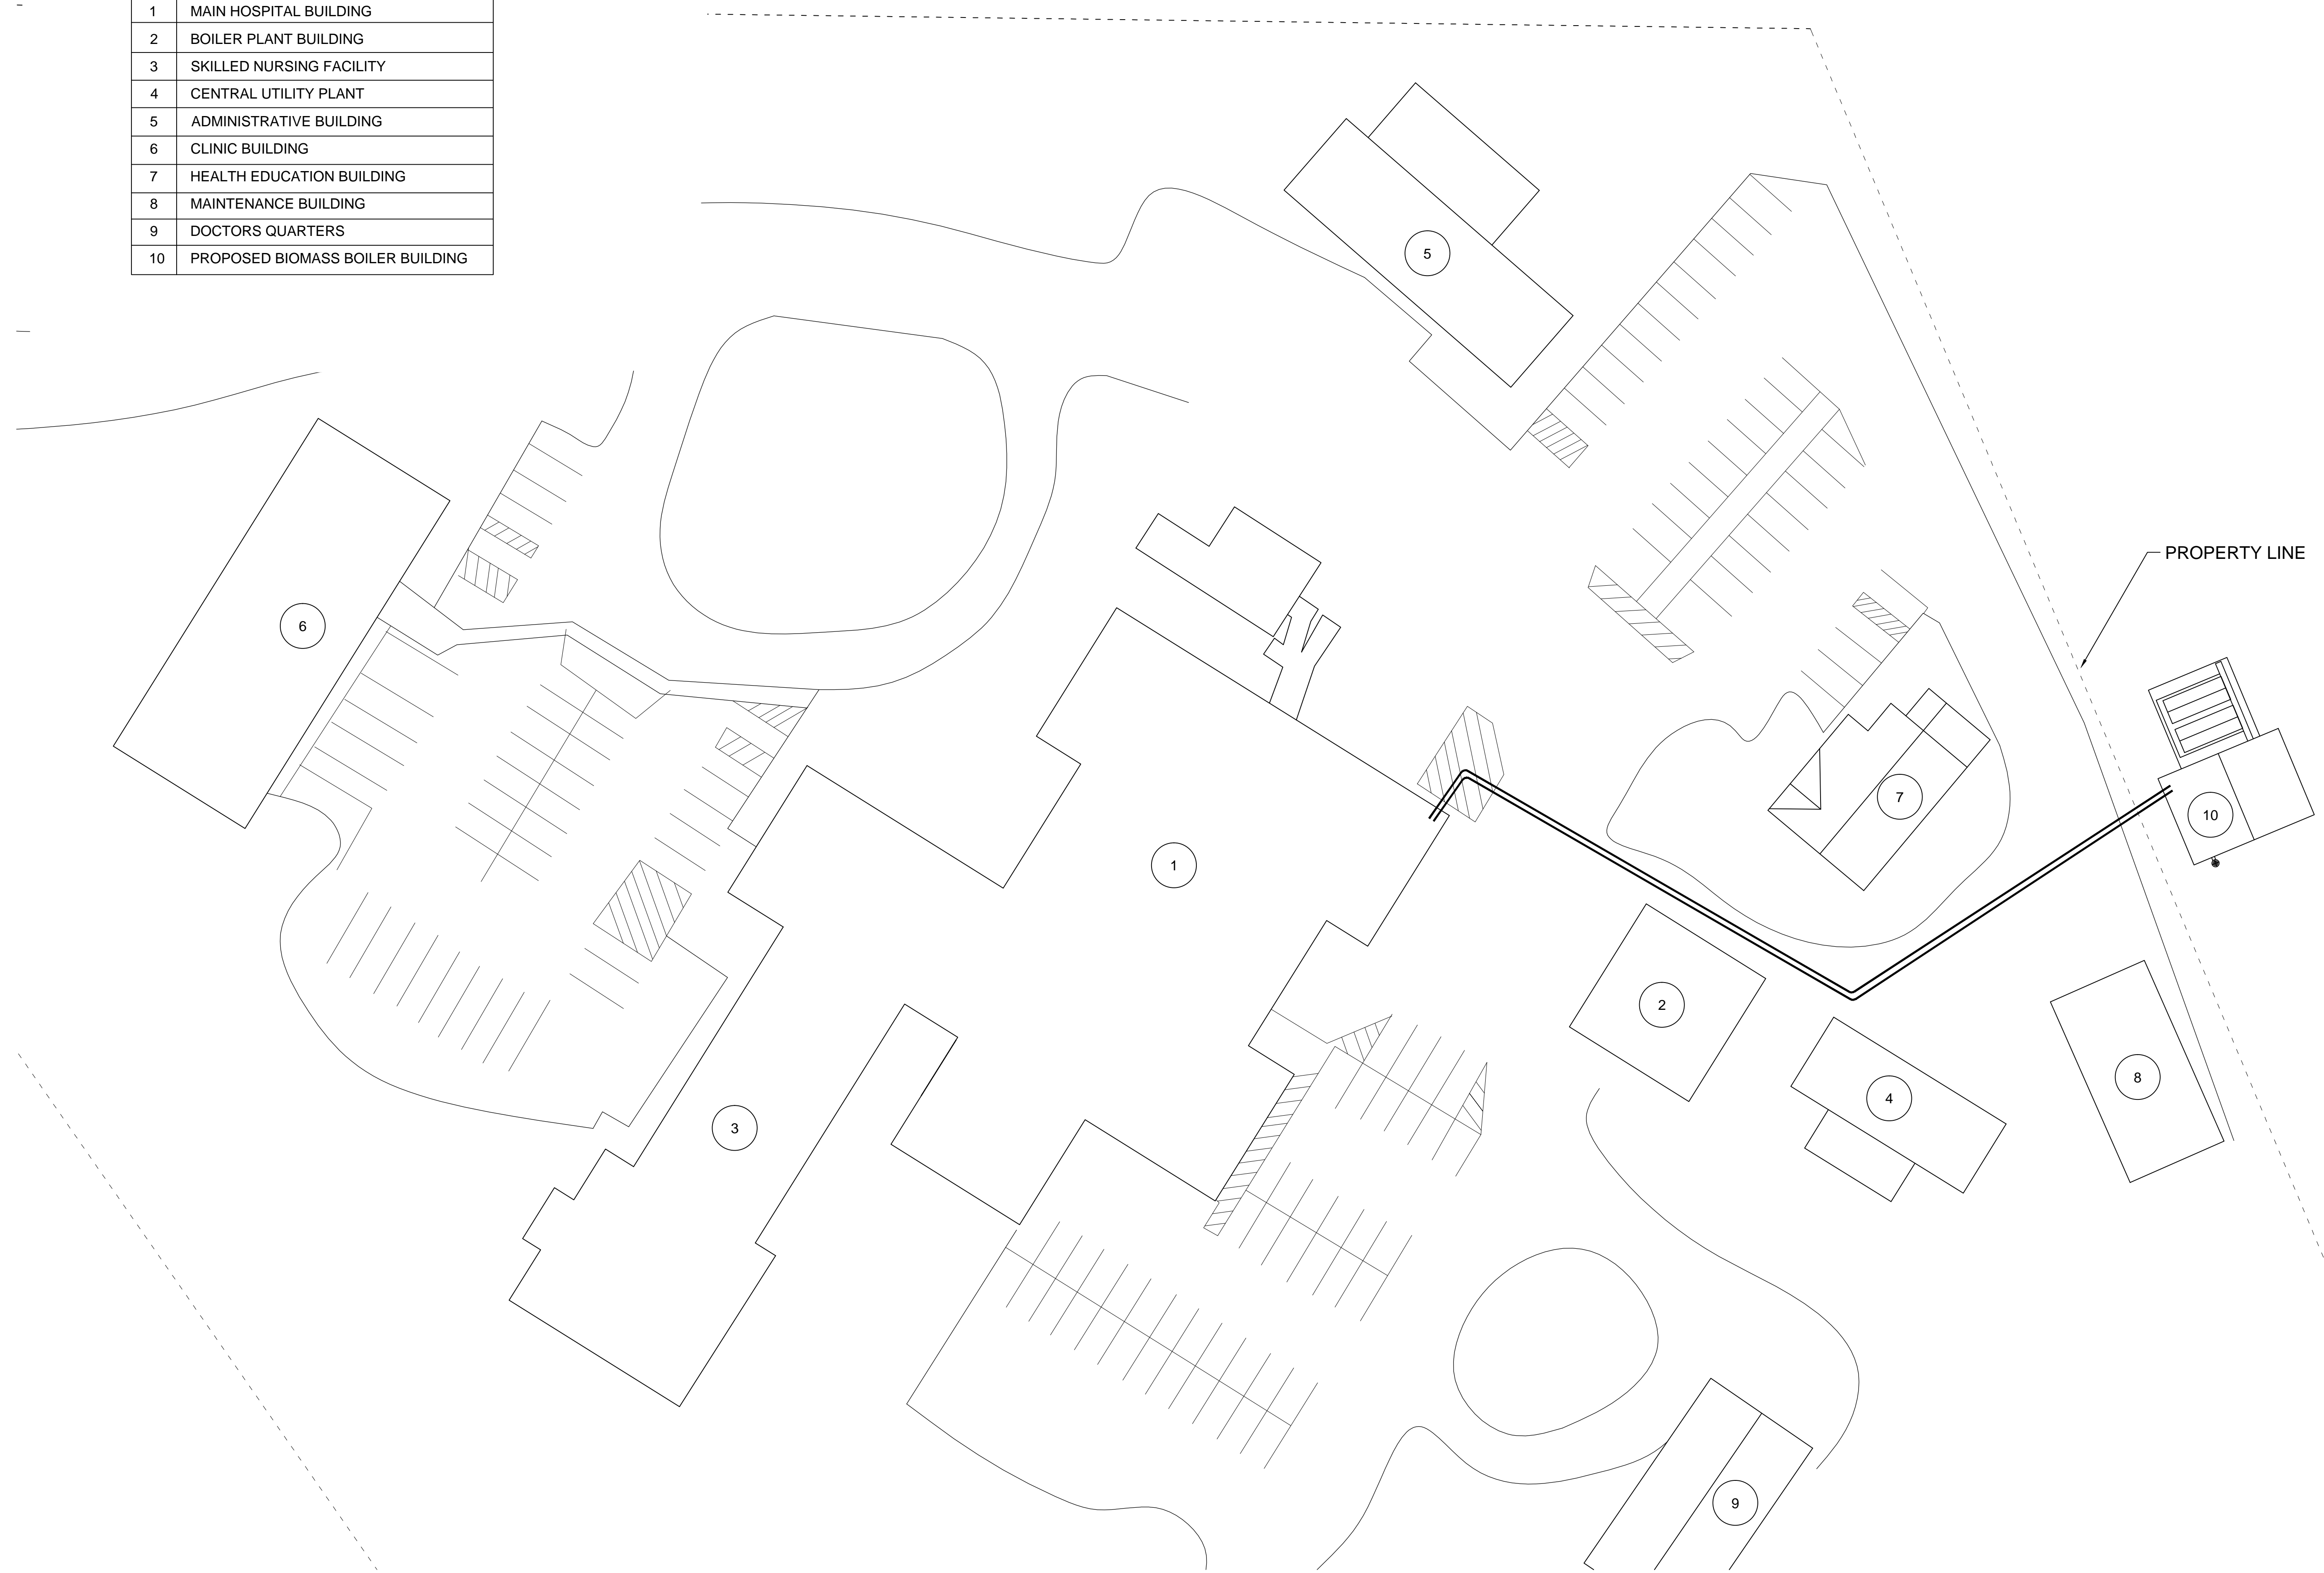 1 MAIN HOSPITAL BUILDING
2 BOILER PLANT BUILDING
3 SKILLED NURSING FACILITY
4 CENTRAL UTILITY PLANT
5 ADMINISTRATIVE BUILDING
6 CLINIC BUILDING
7 HEALTH EDUCATION BUILDING
8 MAINTENANCE BUILDING
9 DOCTORS QUARTERS
10 PROPOSED BIOMASS BOILER BUILDING
5
PROPERTY LINE
6
7
10
1
2
8
4
3
9